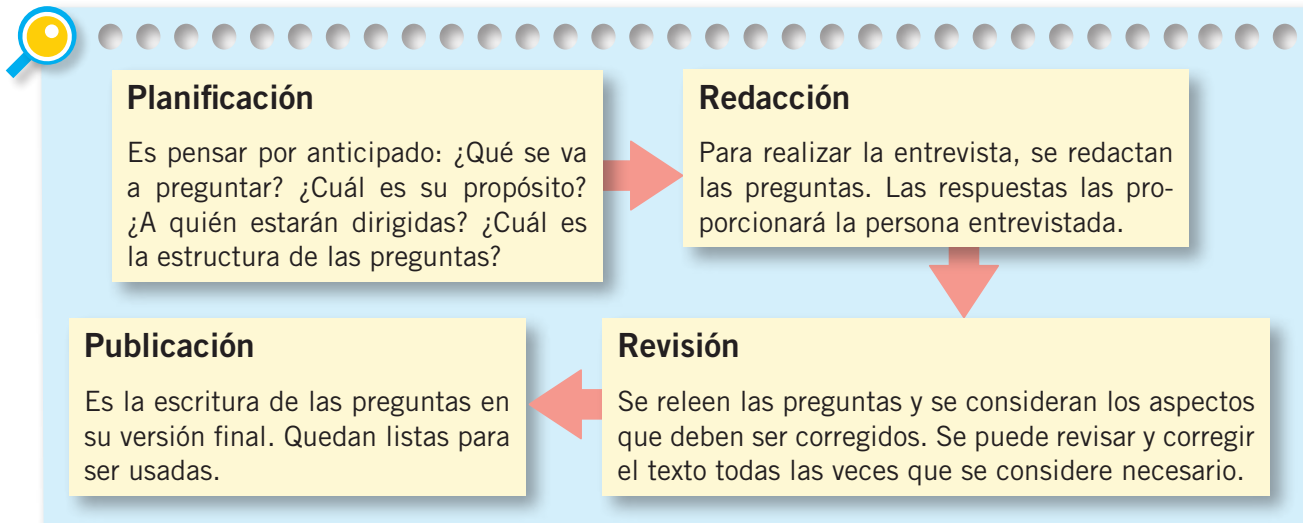 Planificación
Es pensar por anticipado: ¿Qué se va
a preguntar? ¿Cuál es su propósito?
¿A quién estarán dirigidas? ¿Cuál es
la estructura de las preguntas?
Redacción
Para realizar la entrevista, se redactan
las preguntas. Las respuestas las pro-
porcionará la persona entrevistada.
Revisión
Se releen las preguntas y se consideran los aspectos
que deben ser corregidos. Se puede revisar y corregir
el texto todas las veces que se considere necesario.
Publicación
Es la escritura de las preguntas en
su versión final. Quedan listas para
ser usadas.